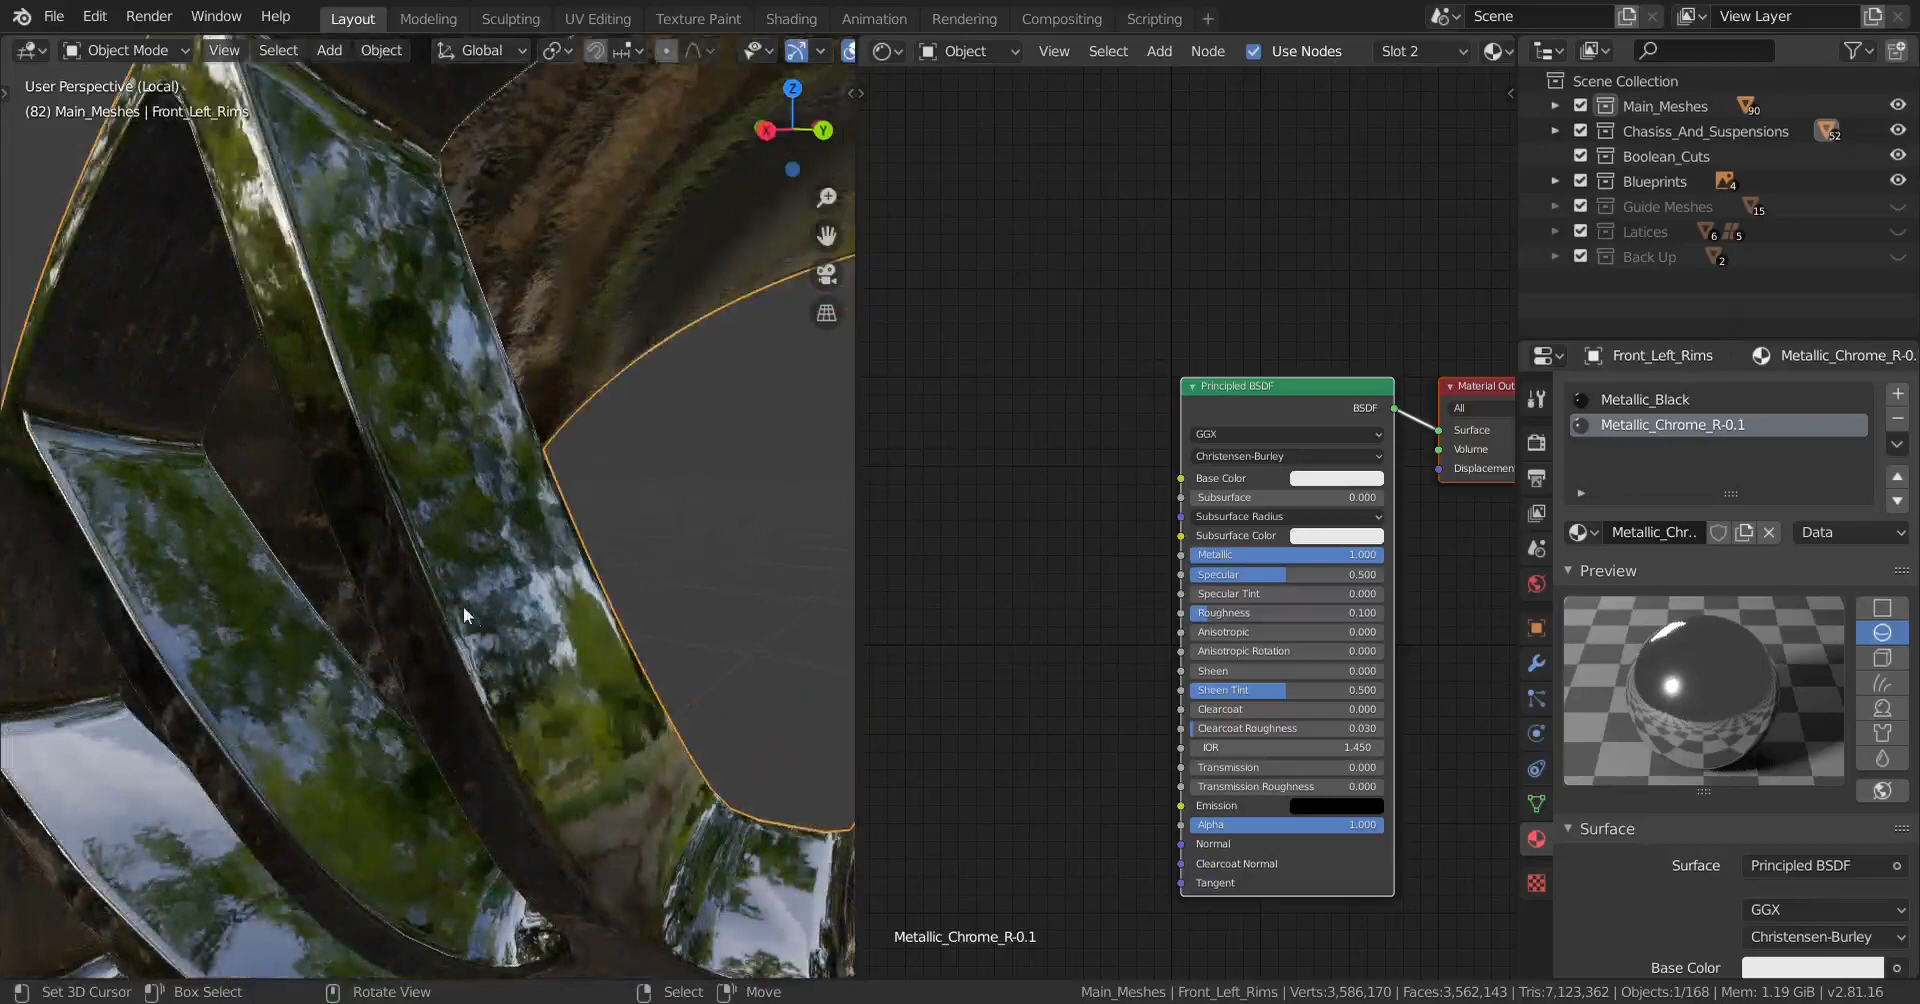 File Edit Render Window Help Layout Modeling Sculpting UV Editing Texture Paint Shading Animation Rendering Compositing Scripting + Scene View Layer
Object Mode View Select Add Object Global Object View Select Add Node Use Nodes Slot 2
User Perspective (Local)
(82) Main_Meshes | Front_Left_Rims
Z
X Y
Scene Collection
Main_Meshes 90
Chasiss_And_Suspensions 52
Boolean_Cuts
Blueprints 4
Guide Meshes 15
Latices 6 5
Back Up 2
Front_Left_Rims Metallic_Chrome_R-0.
Metallic_Black
Metallic_Chrome_R-0.1
Metallic_Chr.. Data
Preview
Surface
Surface Principled BSDF
GGX
Christensen-Burley
Base Color
Principled BSDF
BSDF
GGX
Christensen-Burley
Base Color
Subsurface 0.000
Subsurface Radius
Subsurface Color
Metallic 1.000
Specular 0.500
Specular Tint 0.000
Roughness 0.100
Anisotropic 0.000
Anisotropic Rotation 0.000
Sheen 0.000
Sheen Tint 0.500
Clearcoat 0.000
Clearcoat Roughness 0.030
IOR 1.450
Transmission 0.000
Transmission Roughness 0.000
Emission
Alpha 1.000
Normal
Clearcoat Normal
Tangent
Material Out
All
Surface
Volume
Displacemen
Metallic_Chrome_R-0.1
Set 3D Cursor Box Select Rotate View Select Move Main_Meshes | Front_Left_Rims | Verts:3,586,170 | Faces:3,562,143 | Tris:7,123,362 | Objects:1/168 | Mem: 1.19 GiB | v2.81.16